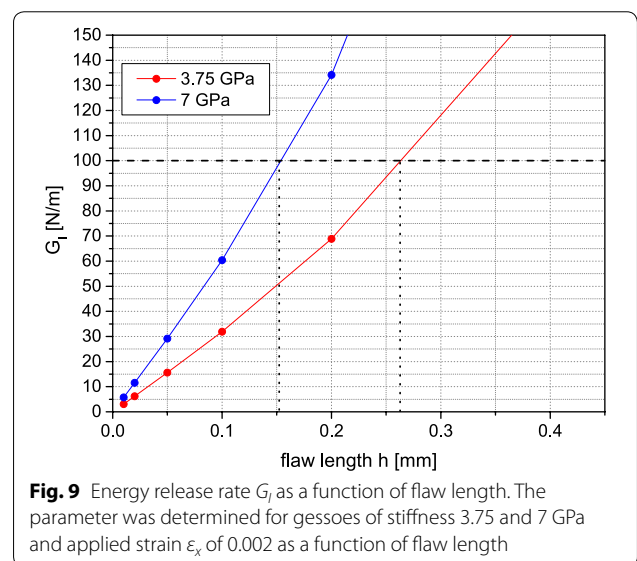 150
140
130
120
110
100
90
80
70
60
50
40
30
20
10
0
G_I [N/m]
3.75 GPa
7 GPa
0.0 0.1 0.2 0.3 0.4
flaw length h [mm]
Fig. 9 Energy release rate G_I as a function of flaw length. The
parameter was determined for gessoes of stiffness 3.75 and 7 GPa
and applied strain ε_x of 0.002 as a function of flaw length